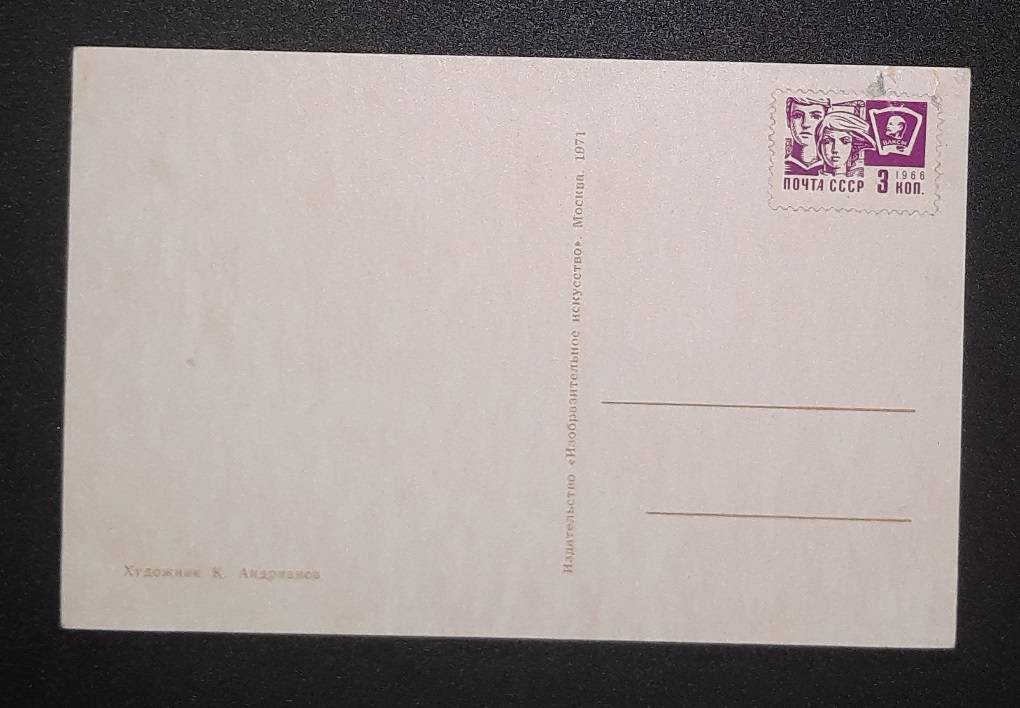 Художник К. Андрианов
Издательство «Изобразительное искусство». Москва. 1971
ВЛКСМ
1966
ПОЧТА СССР 3 КОП.